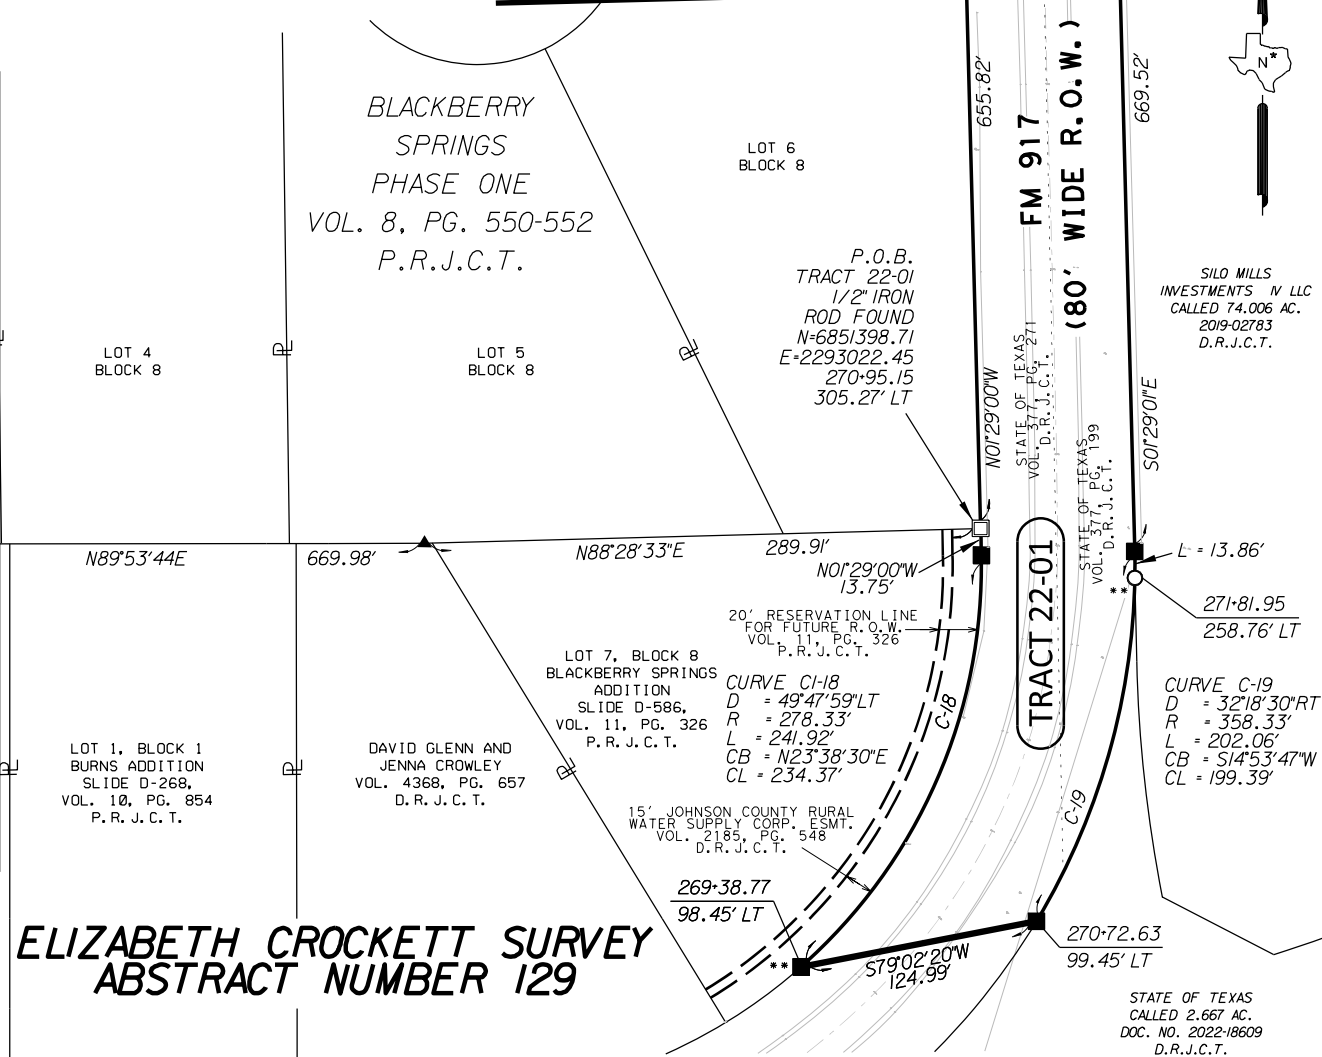 BLACKBERRY
SPRINGS
PHASE ONE
VOL. 8, PG. 550-552
P.R.J.C.T.
LOT 6
BLOCK 8
655.82'
FM 917
(80' WIDE R.O.W.)
669.52'
N*
SILO MILLS
INVESTMENTS IV LLC
CALLED 74.006 AC.
2019-02783
D.R.J.C.T.
P.O.B.
TRACT 22-01
1/2" IRON
ROD FOUND
N=6851398.71
E=2293022.45
270+95.15
305.27' LT
LOT 4
BLOCK 8
LOT 5
BLOCK 8
N01°29'00"W
STATE OF TEXAS
VOL. 377, PG. 271
D.R.J.C.T.
STATE OF TEXAS
VOL. 377, PG. 199
D.R.J.C.T.
S01°29'01"E
N89°53'44E
669.98'
N88°28'33"E
289.91'
N01°29'00"W
13.75'
TRACT 22-01
L = 13.86'
**
271+81.95
258.76' LT
20' RESERVATION LINE
FOR FUTURE R.O.W.
VOL. 11, PG. 326
P.R.J.C.T.
LOT 7, BLOCK 8
BLACKBERRY SPRINGS
ADDITION
SLIDE D-586,
VOL. 11, PG. 326
P.R.J.C.T.
CURVE C1-18
D = 49°47'59"LT
R = 278.33'
L = 241.92'
CB = N23°38'30"E
CL = 234.37'
C-18
CURVE C-19
D = 32°18'30"RT
R = 358.33'
L = 202.06'
CB = S14°53'47"W
CL = 199.39'
C-19
LOT 1, BLOCK 1
BURNS ADDITION
SLIDE D-268,
VOL. 10, PG. 854
P.R.J.C.T.
DAVID GLENN AND
JENNA CROWLEY
VOL. 4368, PG. 657
D.R.J.C.T.
15' JOHNSON COUNTY RURAL
WATER SUPPLY CORP. ESMT.
VOL. 2185, PG. 548
D.R.J.C.T.
269+38.77
98.45' LT
**
S79°02'20"W
124.99'
270+72.63
99.45' LT
ELIZABETH CROCKETT SURVEY
ABSTRACT NUMBER 129
STATE OF TEXAS
CALLED 2.667 AC.
DOC. NO. 2022-18609
D.R.J.C.T.